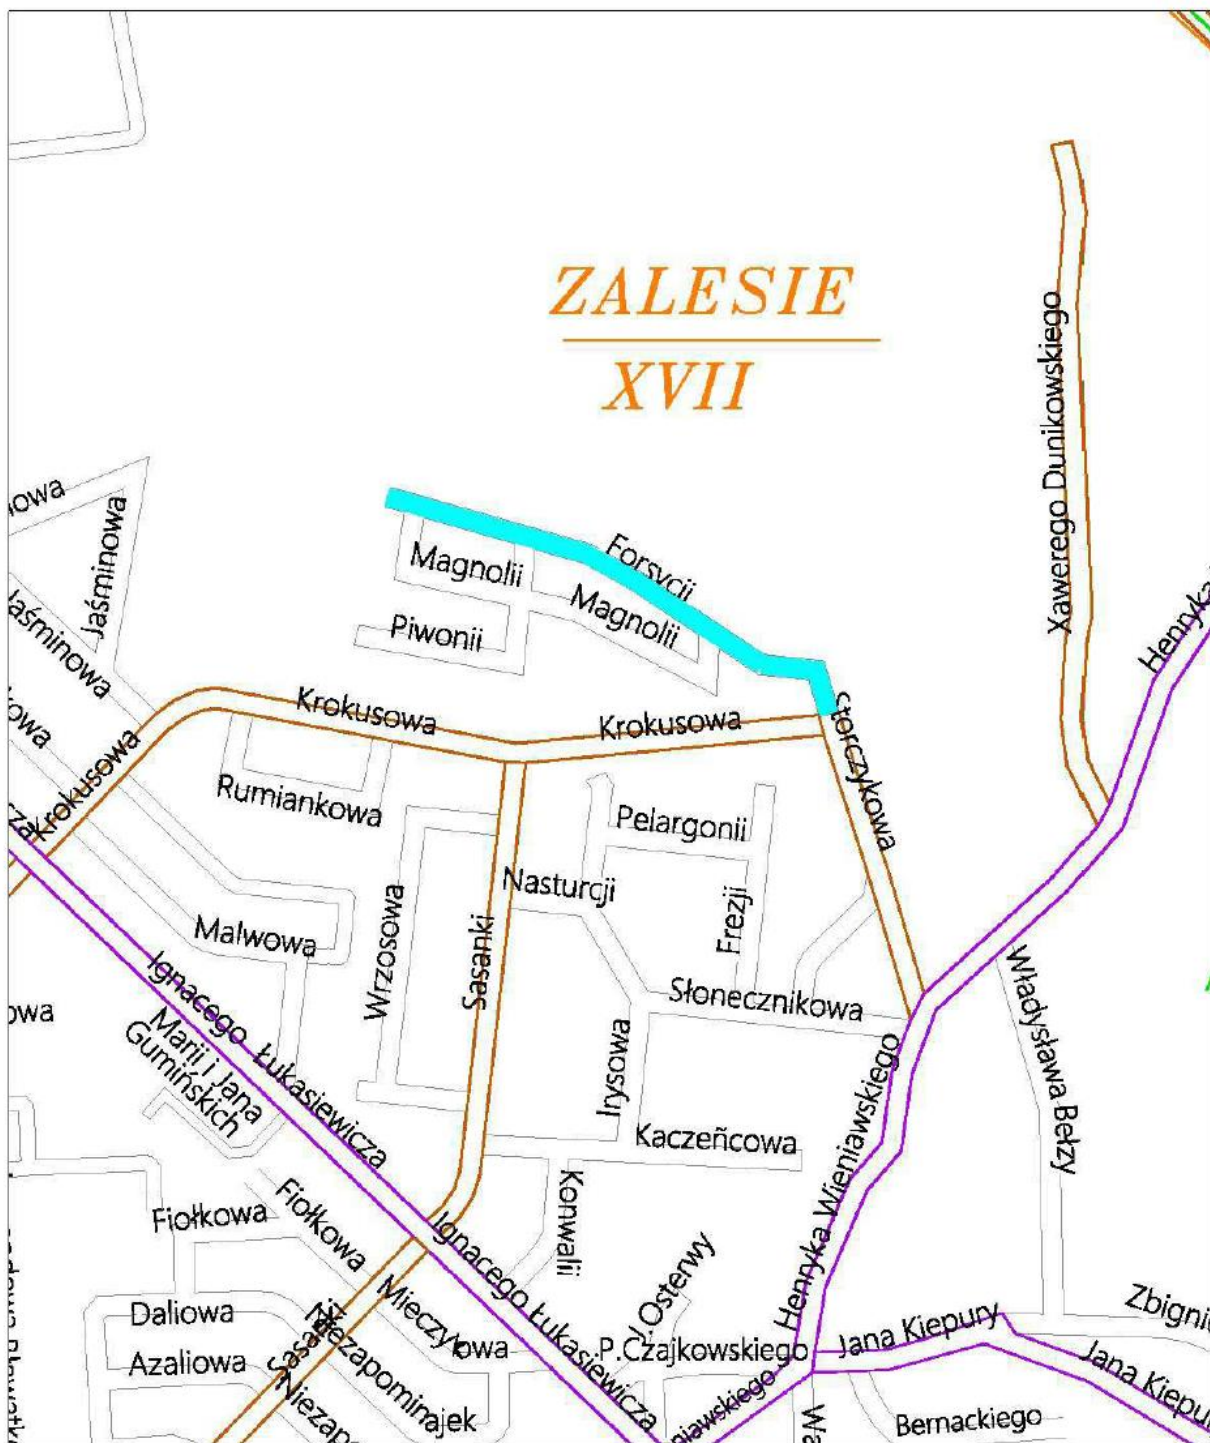 ZALESIE
XVII
Xawerego Dunikowskiego
Henryka
Jaśminowa
Jaśminowa
Magnolii
Forsycji
Magnolii
Piwonii
Krokusowa
Krokusowa
Krokusowa
Storczykowa
Rumiankowa
Pelargonii
Nasturcji
Frezji
Wrzosowa
Sasanki
Malwowa
Słonecznikowa
Irysowa
Kaczeńcowa
Władysława Bełzy
Ignacego Łukasiewicza
Marii i Jana
Gumińskich
Henryka Wieniawskiego
Konwalii
Fiołkowa
Fiołkowa
Ignacego Łukasiewicza
J.Osterwy
Mieczykowa
P.Czajkowskiego
Jana Kiepury
Daliowa
Azaliowa
Niezapominajek
Bernackiego